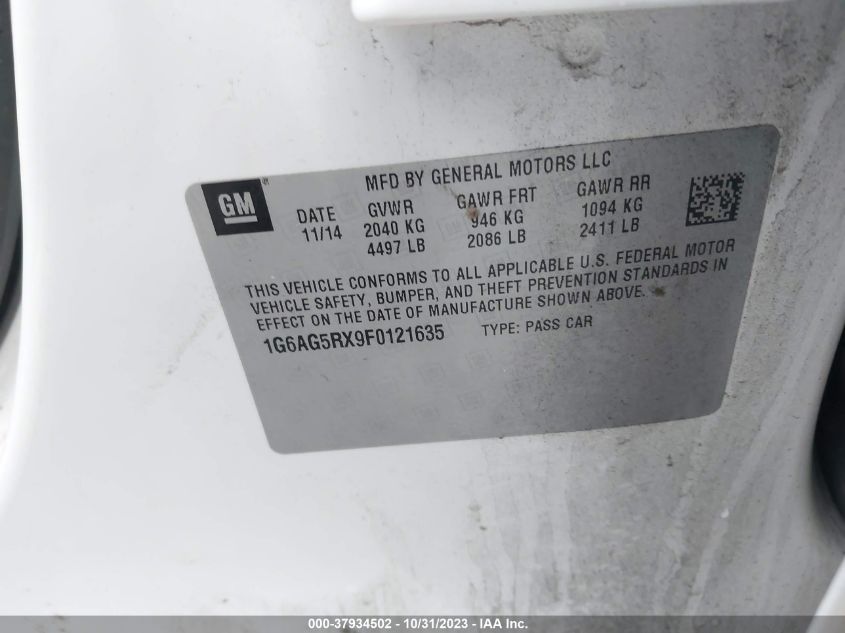 GM
MFD BY GENERAL MOTORS LLC
DATE GVWR GAWR FRT GAWR RR
11/14 2040 KG 946 KG 1094 KG
4497 LB 2086 LB 2411 LB
THIS VEHICLE CONFORMS TO ALL APPLICABLE U.S. FEDERAL MOTOR
VEHICLE SAFETY, BUMPER, AND THEFT PREVENTION STANDARDS IN
EFFECT ON THE DATE OF MANUFACTURE SHOWN ABOVE.
1G6AG5RX9F0121635 TYPE: PASS CAR
000-37934502 - 10/31/2023 - IAA Inc.